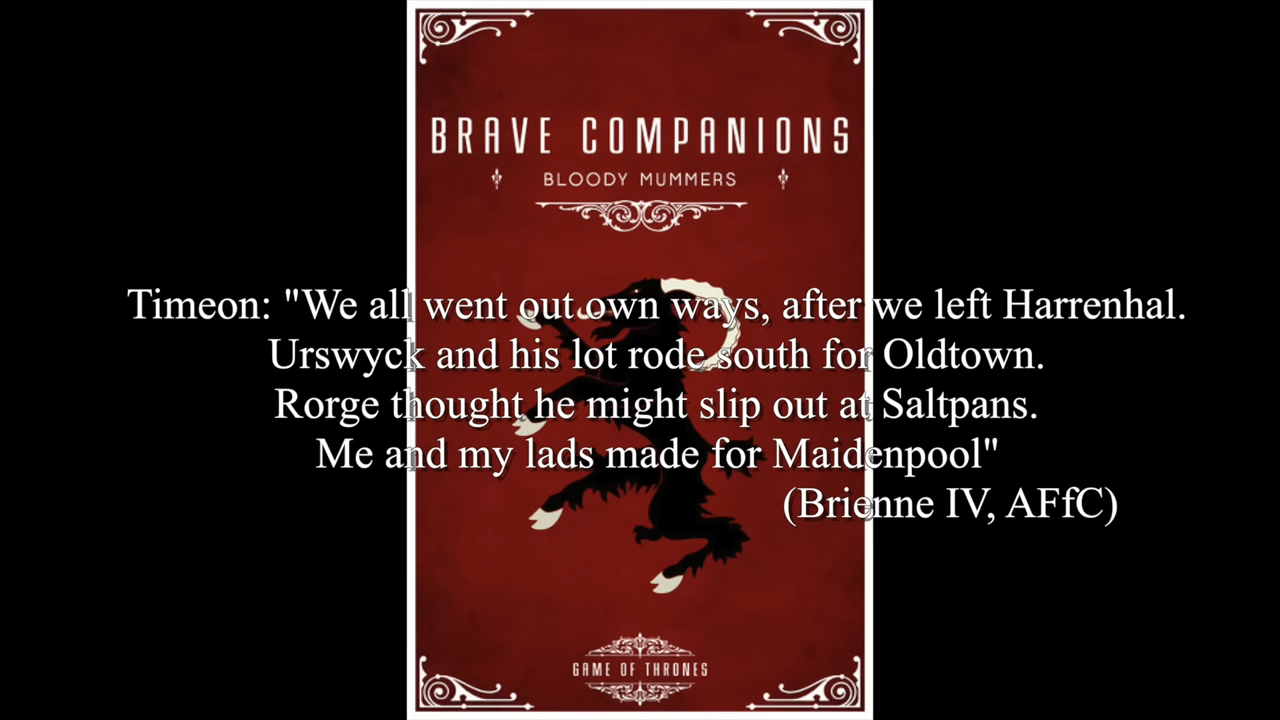 BRAVE COMPANIONS
BLOODY MUMMERS
Timeon: "We all went out own ways, after we left Harrenhal.
Urswyck and his lot rode south for Oldtown.
Rorge thought he might slip out at Saltpans.
Me and my lads made for Maidenpool"
(Brienne IV, AFfC)
GAME OF THRONES